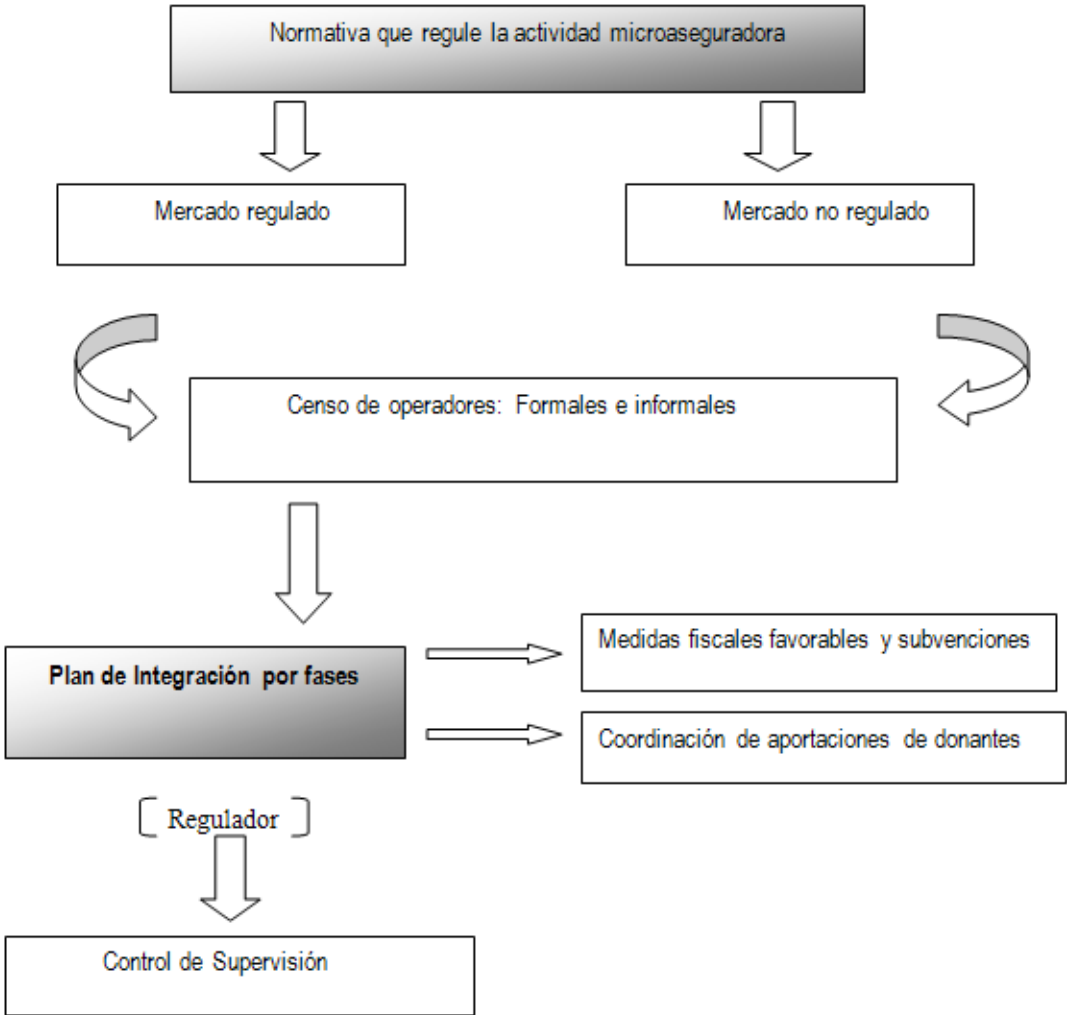 Normativa que regule la actividad microaseguradora
Mercado regulado
Mercado no regulado
Censo de operadores: Formales e informales
Medidas fiscales favorables y subvenciones
Plan de Integración por fases
Coordinación de aportaciones de donantes
[ Regulador ]
Control de Supervisión